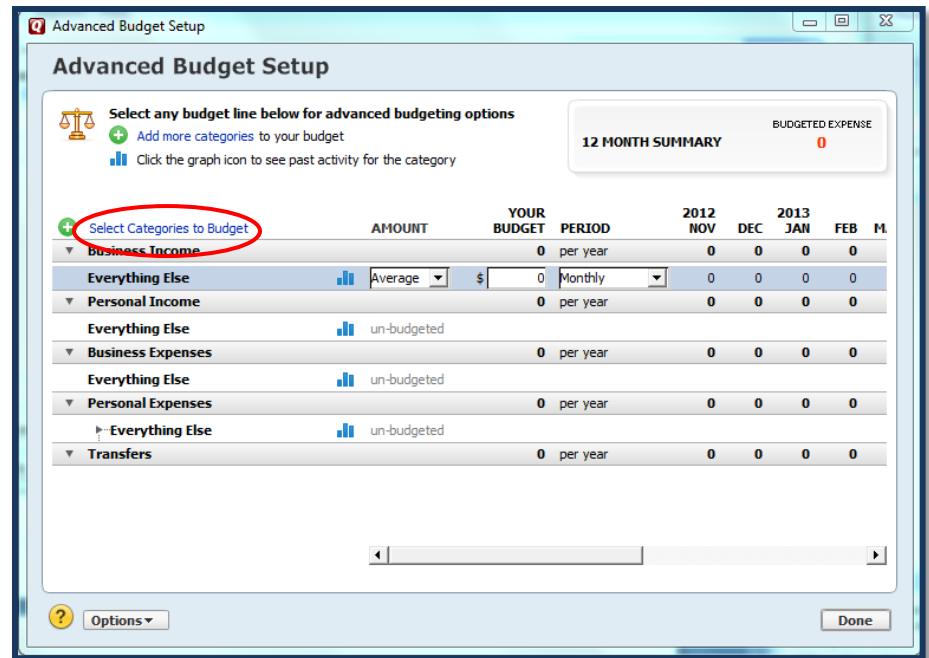 Advanced Budget Setup
Advanced Budget Setup
Select any budget line below for advanced budgeting options
Add more categories to your budget
Click the graph icon to see past activity for the category
12 MONTH SUMMARY
BUDGETED EXPENSE
0
Select Categories to Budget AMOUNT YOUR BUDGET PERIOD 2012 NOV DEC 2013 JAN FEB M
Business Income 0 per year 0 0 0 0
Everything Else Average $ 0 Monthly 0 0 0 0
Personal Income 0 per year 0 0 0 0
Everything Else un-budgeted
Business Expenses 0 per year 0 0 0 0
Everything Else un-budgeted
Personal Expenses 0 per year 0 0 0 0
Everything Else un-budgeted
Transfers 0 per year 0 0 0 0
? Options Done